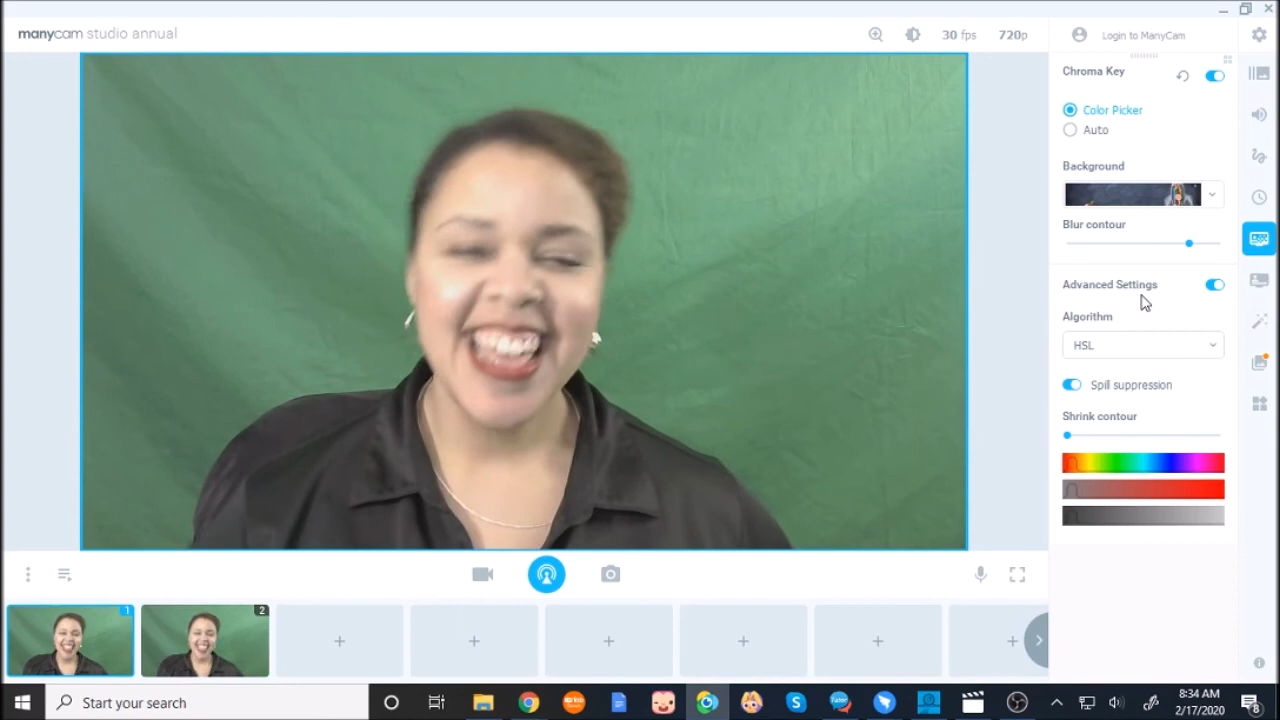 manycam studio annual
30 fps
720p
Login to ManyCam
Chroma Key
Color Picker
Auto
Background
Blur contour
Advanced Settings
Algorithm
HSL
Spill suppression
Shrink contour
1
2
Start your search
8:34 AM
2/17/2020
8